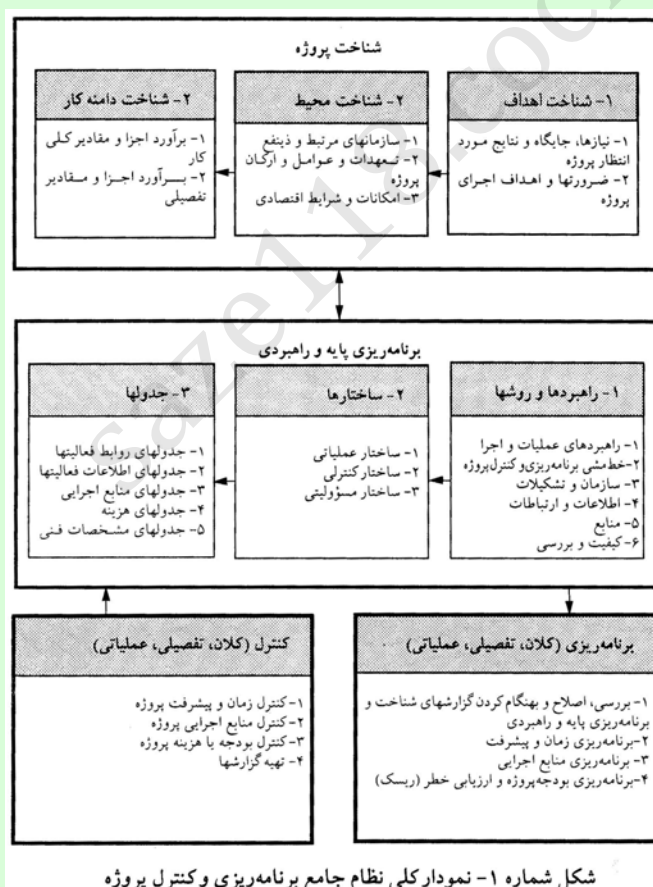 شناخت پروژه
۱- شناخت اهداف
۱- نیازها، جایگاه و نتایج مورد
انتظار پروژه
۲- ضرورتها و اهداف اجرای
پروژه
۲- شناخت محیط
۱- سازمانهای مرتبط و ذینفع
۲- تعهدات و عوامل و ارکان
پروژه
۳- امکانات و شرایط اقتصادی
۲- شناخت دامنه کار
۱- برآورد اجزا و مقادیر کلی
کار
۲- برآورد اجزا و مقادیر
تفصیلی
برنامه‌ریزی پایه و راهبردی
۱- راهبردها و روشها
۱- راهبردهای عملیات و اجرا
۲-خط‌مشی برنامه‌ریزی و کنترل پروژه
۳- سازمان و تشکیلات
۴- اطلاعات و ارتباطات
۵- منابع
۶-کیفیت و بررسی
۲- ساختارها
۱- ساختار عملیاتی
۲- ساختار کنترلی
۳- ساختار مسؤولیتی
۳- جدولها
۱- جدولهای روابط فعالیتها
۲- جدولهای اطلاعات فعالیتها
۳- جدولهای منابع اجرایی
۴- جدولهای هزینه
۵- جدولهای مشخصات فنی
برنامه‌ریزی (کلان، تفصیلی، عملیاتی)
۱- بررسی، اصلاح و بهنگام کردن گزارشهای شناخت و
برنامه‌ریزی پایه و راهبردی
۲-برنامه‌ریزی زمان و پیشرفت
۳- برنامه‌ریزی منابع اجرایی
۴-برنامه‌ریزی بودجه پروژه و ارزیابی خطر (ریسک)
کنترل (کلان، تفصیلی، عملیاتی)
۱-کنترل زمان و پیشرفت پروژه
۲-کنترل منابع اجرایی پروژه
۳-کنترل بودجه یا هزینه پروژه
۴- تهیه گزارشها
شکل شماره ۱- نمودار کلی نظام جامع برنامه‌ریزی و کنترل پروژه